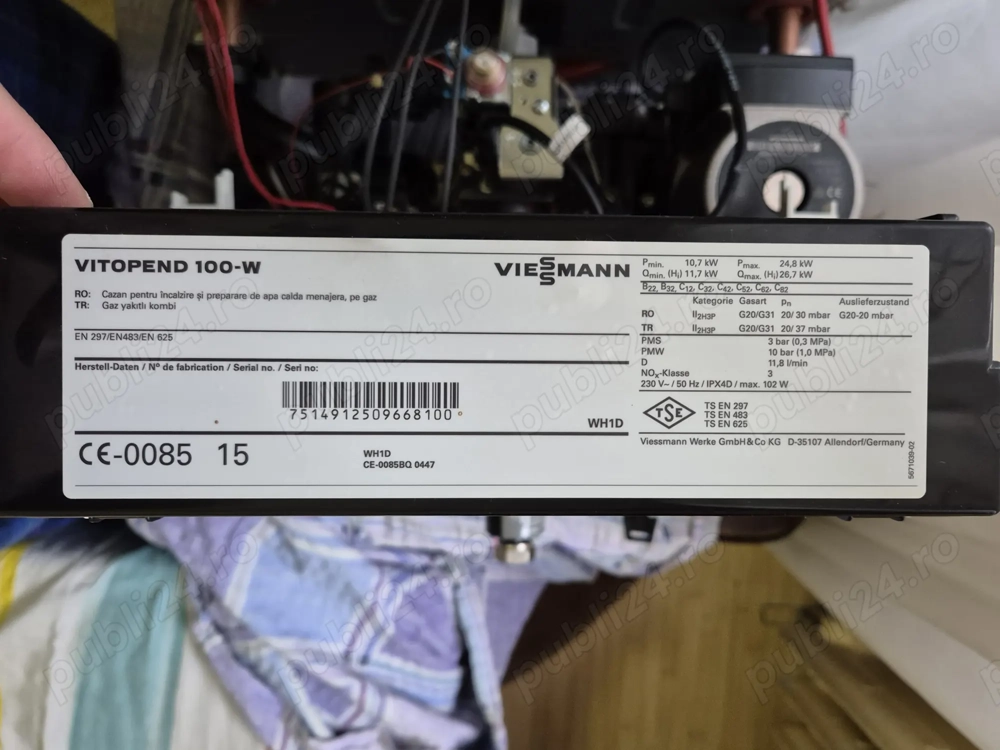 VITOPEND 100-W
VIESSMANN
RO: Cazan pentru încalzire și preparare de apa calda menajera, pe gaz
TR: Gaz yakıtlı kombi
EN 297/EN483/EN 625
Herstell-Daten / N° de fabrication / Serial no. / Seri no:
7514912509668100
WH1D
CE-0085 15
WH1D
CE-0085BQ 0447
Pmin. 10,7 kW Pmax. 24,8 kW
Qmin. (Hi) 11,7 kW Qmax. (Hi) 26,7 kW
B22, B32, C12, C32, C42, C52, C62, C82
Kategorie Gasart pn Auslieferzustand
RO II2H3P G20/G31 20/30 mbar G20-20 mbar
TR II2H3P G20/G31 20/37 mbar
PMS 3 bar (0,3 MPa)
PMW 10 bar (1,0 MPa)
D 11,8 l/min
NOx-Klasse 3
230 V~ / 50 Hz / IPX4D / max. 102 W
TSE
TS EN 297
TS EN 483
TS EN 625
Viessmann Werke GmbH&Co KG D-35107 Allendorf/Germany
5671039-02
publi24.ro